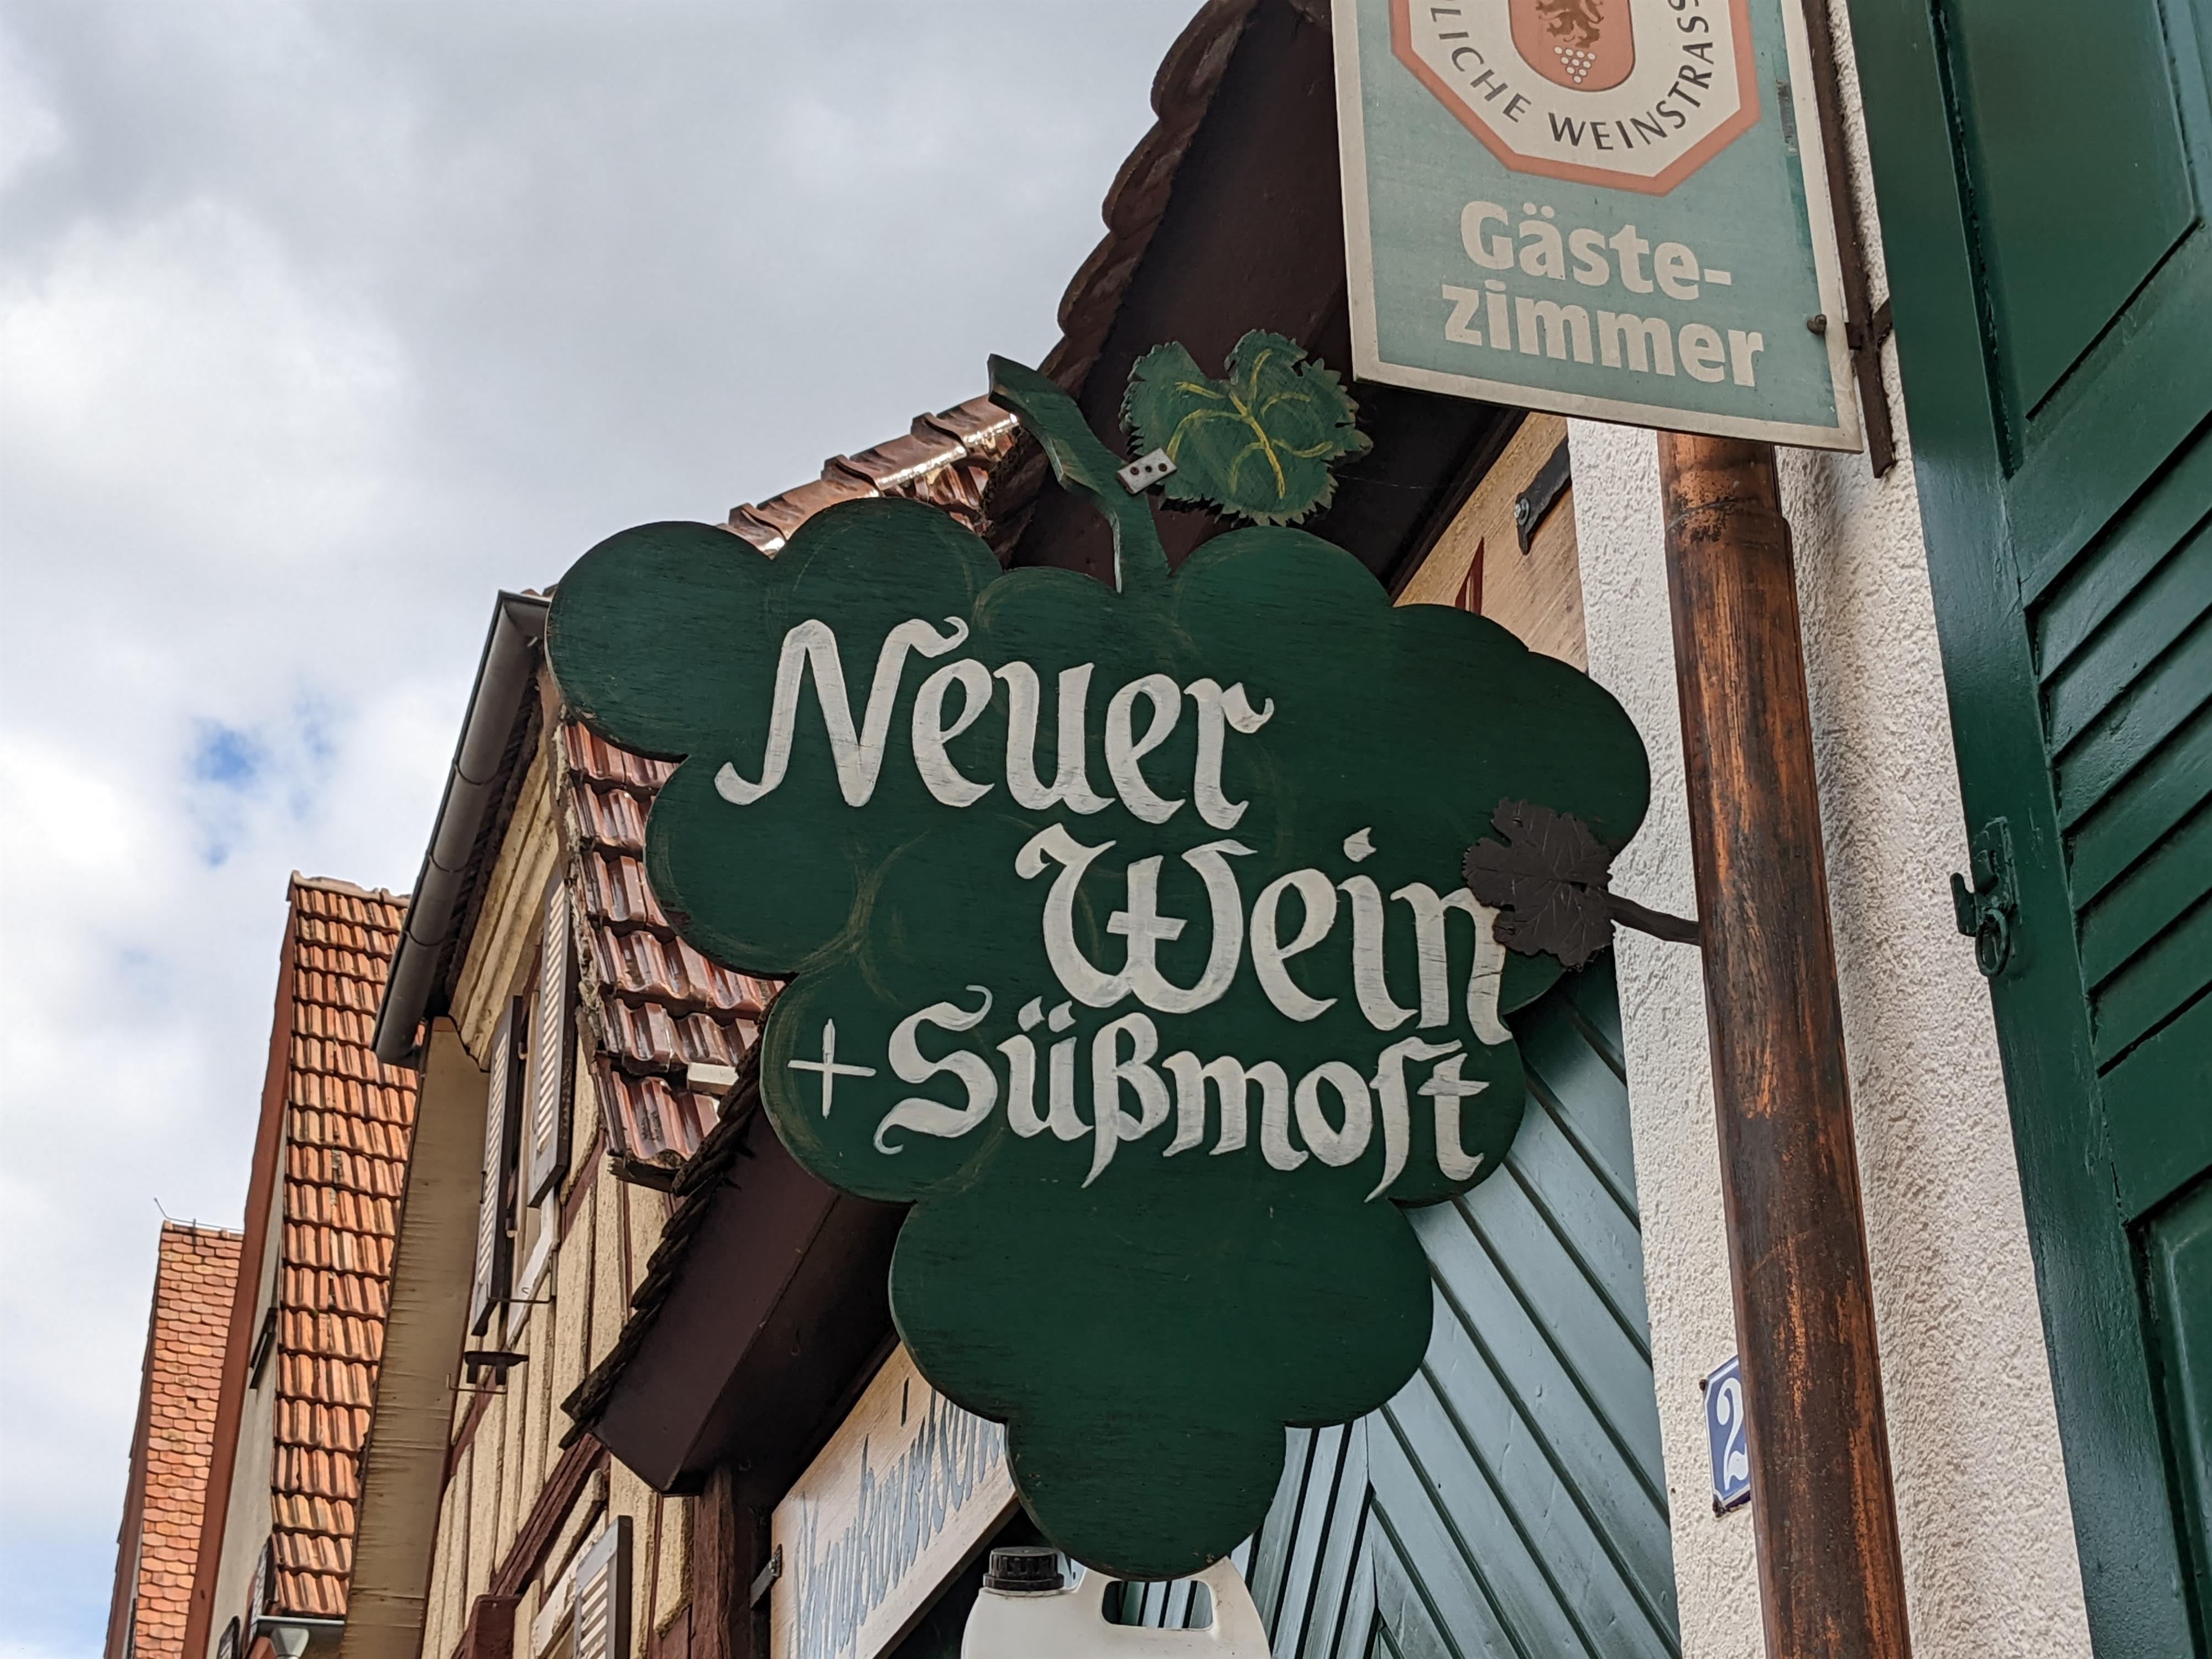 LICHE WEINSTRASS
Gäste-
zimmer
Neuer
Wein
+ Süßmost
2